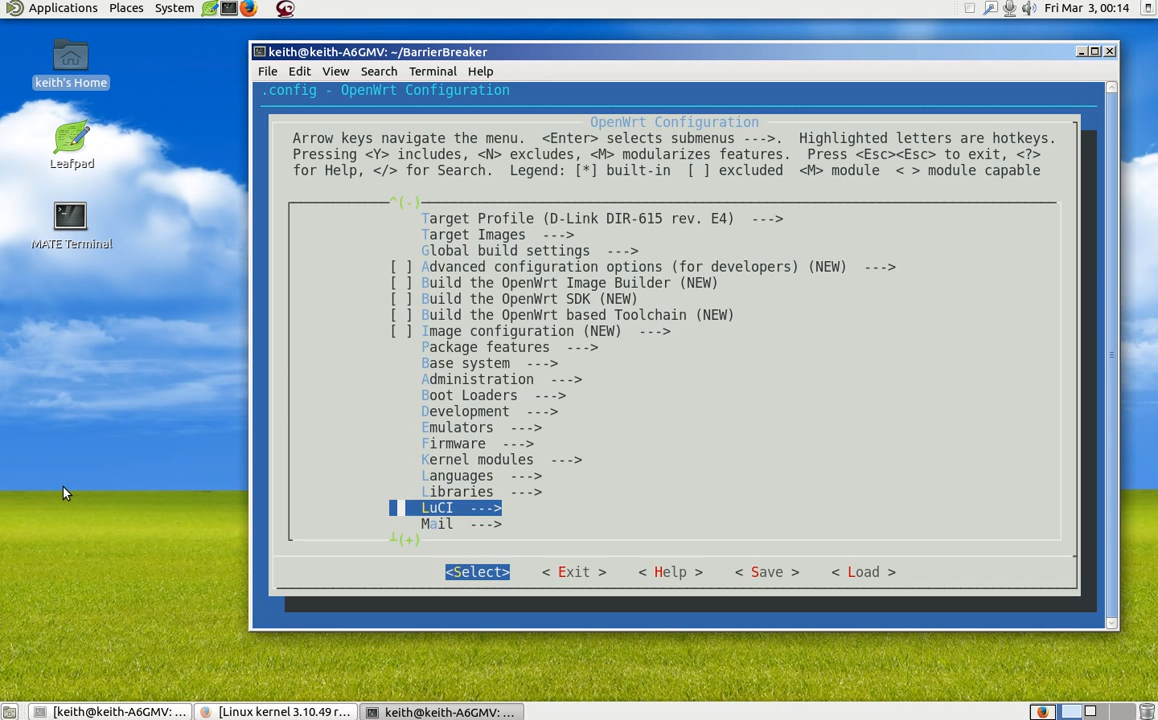 Applications Places System Fri Mar 3, 00:14
keith's Home
Leafpad
MATE Terminal
keith@keith-A6GMV: ~/BarrierBreaker
File Edit View Search Terminal Help
.config - OpenWrt Configuration
OpenWrt Configuration
Arrow keys navigate the menu. <Enter> selects submenus --->. Highlighted letters are hotkeys.
Pressing <Y> includes, <N> excludes, <M> modularizes features. Press <Esc><Esc> to exit, <?>
for Help, </> for Search. Legend: [*] built-in [ ] excluded <M> module < > module capable
^(-)
Target Profile (D-Link DIR-615 rev. E4) --->
Target Images --->
Global build settings --->
[ ] Advanced configuration options (for developers) (NEW) --->
[ ] Build the OpenWrt Image Builder (NEW)
[ ] Build the OpenWrt SDK (NEW)
[ ] Build the OpenWrt based Toolchain (NEW)
[ ] Image configuration (NEW) --->
Package features --->
Base system --->
Administration --->
Boot Loaders --->
Development --->
Emulators --->
Firmware --->
Kernel modules --->
Languages --->
Libraries --->
LuCI --->
Mail --->
┴(+)
<Select> < Exit > < Help > < Save > < Load >
[keith@keith-A6GMV: ... [Linux kernel 3.10.49 r... keith@keith-A6GMV: ...